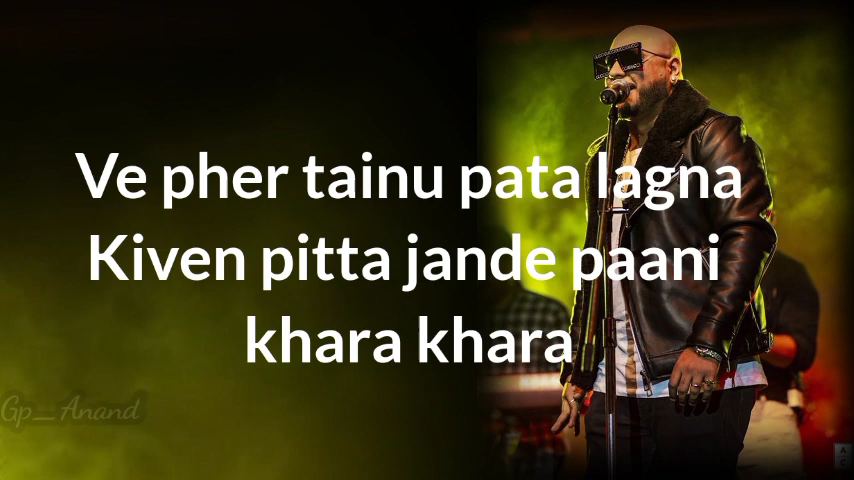 Ve pher tainu pata lagna
Kiven pitta jande paani
khara khara
Gp_Anand